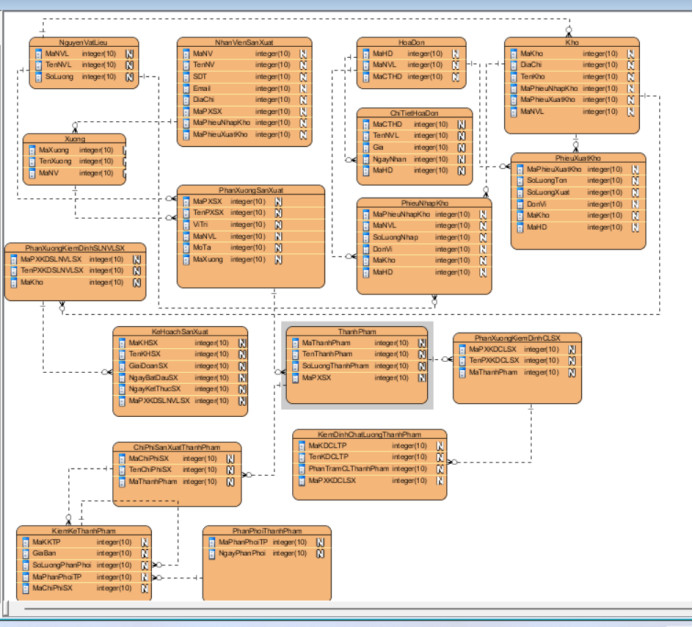 NguyenVatLieu
MaNVL integer(10) N
TenNVL integer(10) N
SoLuong integer(10) N
NhanVienSanXuat
MaNV integer(10) N
TenNV integer(10) N
SDT integer(10) N
Email integer(10) N
DiaChi integer(10) N
MaPXSX integer(10) N
MaPhieuNhapKho integer(10) N
MaPhieuXuatKho integer(10) N
HoaDon
MaHD integer(10) N
MaNVL integer(10) N
MaCTHD integer(10) N
Kho
MaKho integer(10) N
DiaChi integer(10) N
TenKho integer(10) N
MaPhieuNhapKho integer(10) N
MaPhieuXuatKho integer(10) N
MaNVL integer(10) N
Xuong
MaXuong integer(10)
TenXuong integer(10)
MaNV integer(10)
ChiTietHoaDon
MaCTHD integer(10) N
TenNVL integer(10) N
Gia integer(10) N
NgayNhan integer(10) N
MaHD integer(10) N
PhieuXuatKho
MaPhieuXuatKho integer(10) N
SoLuongTon integer(10) N
SoLuongXuat integer(10) N
DonVi integer(10) N
MaKho integer(10) N
MaHD integer(10) N
PhanXuongSanXuat
MaPXSX integer(10) N
TenPXSX integer(10) N
ViTri integer(10) N
MaNVL integer(10) N
MoTa integer(10) N
MaXuong integer(10) N
PhieuNhapKho
MaPhieuNhapKho integer(10) N
MaNVL integer(10) N
SoLuongNhap integer(10) N
DonVi integer(10) N
MaKho integer(10) N
MaHD integer(10) N
PhanXuongKiemDinhSLNVLSX
MaPXKDSLNVLSX integer(10) N
TenPXKDSLNVLSX integer(10) N
MaKho integer(10) N
KeHoachSanXuat
MaKHSX integer(10) N
TenKHSX integer(10) N
GiaiDoanSX integer(10) N
NgayBatDauSX integer(10) N
NgayKetThucSX integer(10) N
MaPXKDSLNVLSX integer(10) N
ThanhPham
MaThanhPham integer(10) N
TenThanhPham integer(10) N
SoLuongThanhPham integer(10) N
MaPXSX integer(10) N
PhanXuongKiemDinhCLSX
MaPXKDCLSX integer(10) N
TenPXKDCLSX integer(10) N
MaThanhPham integer(10) N
ChiPhiSanXuatThanhPham
MaChiPhiSX integer(10) N
TenChiPhiSX integer(10) N
MaThanhPham integer(10) N
KiemDinhChatLuongThanhPham
MaKDCLTP integer(10) N
TenKDCLTP integer(10) N
PhanTramCLThanhPham integer(10) N
MaPXKDCLSX integer(10) N
KiemKeThanhPham
MaKKTP integer(10) N
GiaBan integer(10) N
SoLuongPhanPhoi integer(10) N
MaPhanPhoiTP integer(10) N
MaChiPhiSX integer(10) N
PhanPhoiThanhPham
MaPhanPhoiTP integer(10) N
NgayPhanPhoi integer(10) N